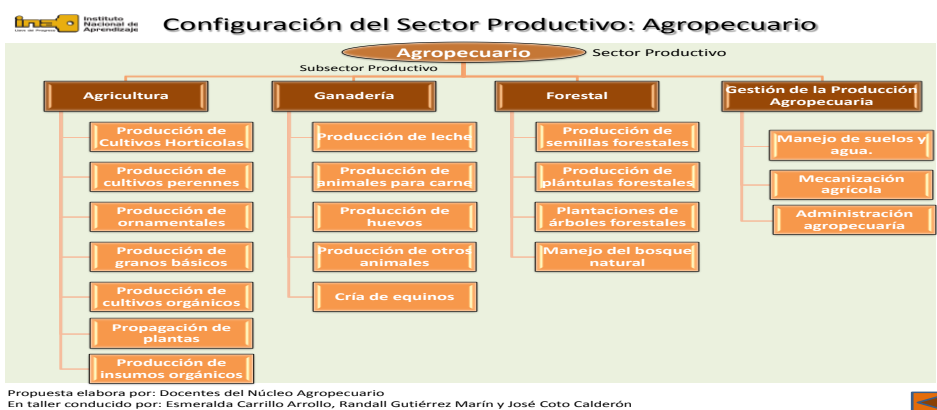 ina
Líder en Progreso
Instituto
Nacional de
Aprendizaje
Configuración del Sector Productivo: Agropecuario
Agropecuario
Sector Productivo
Subsector Productivo
Agricultura
Producción de
Cultivos Horticolas
Producción de
cultivos perennes
Producción de
ornamentales
Producción de
granos básicos
Producción de
cultivos orgánicos
Propagación de
plantas
Producción de
insumos orgánicos
Ganadería
Producción de leche
Producción de
animales para carne
Producción de
huevos
Producción de otros
animales
Cría de equinos
Forestal
Producción de
semillas forestales
Producción de
plántulas forestales
Plantaciones de
árboles forestales
Manejo del bosque
natural
Gestión de la Producción
Agropecuaria
Manejo de suelos y
agua.
Mecanización
agrícola
Administración
agropecuaría
Propuesta elabora por: Docentes del Núcleo Agropecuario
En taller conducido por: Esmeralda Carrillo Arrollo, Randall Gutiérrez Marín y José Coto Calderón